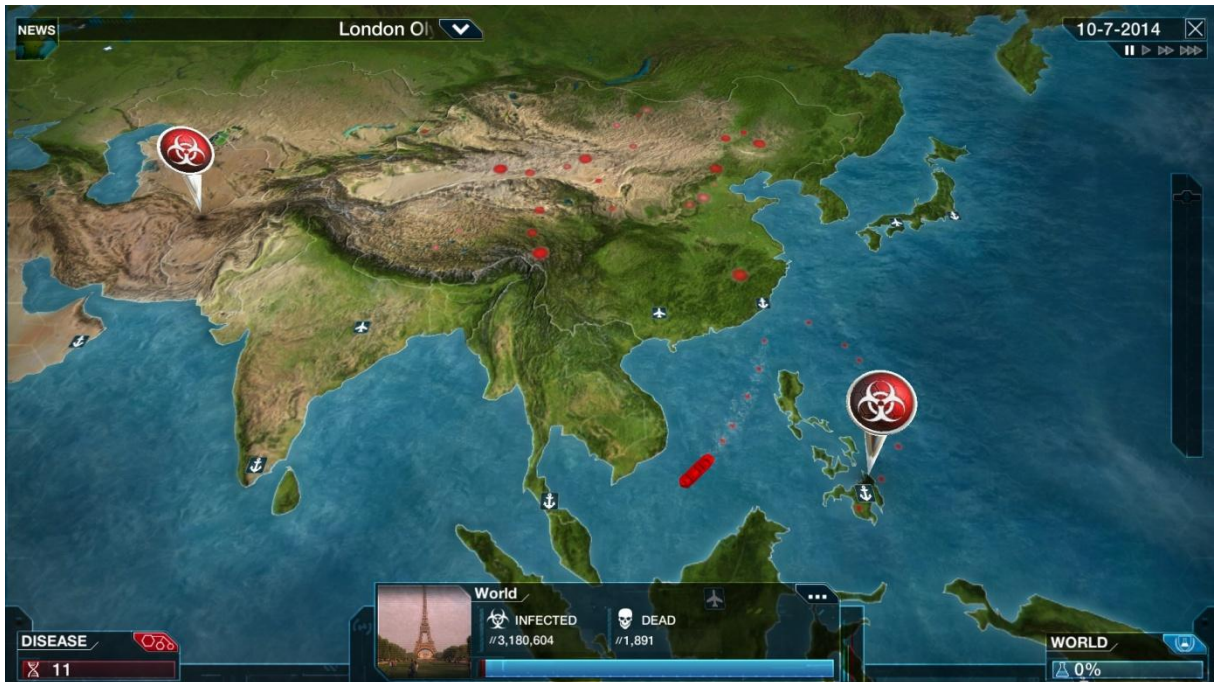 NEWS
London Ol
10-7-2014
World
INFECTED
//3,180,604
DEAD
//1,891
DISEASE
11
WORLD
0%